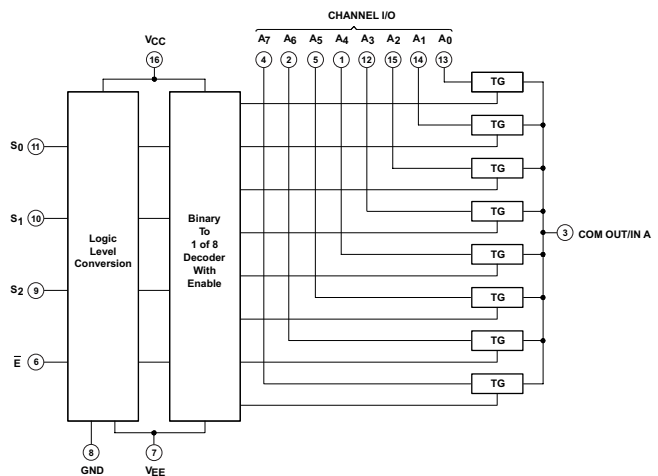 CHANNEL I/O
VCC
A7 A6 A5 A4 A3 A2 A1 A0
16
4 2 5 1 12 15 14 13
TG
S0 11
TG
TG
S1 10
TG
Logic
Level
Conversion
Binary
To
1 of 8
Decoder
With
Enable
3 COM OUT/IN A
TG
S2 9
TG
TG
E̅ 6
TG
8
7
GND
VEE